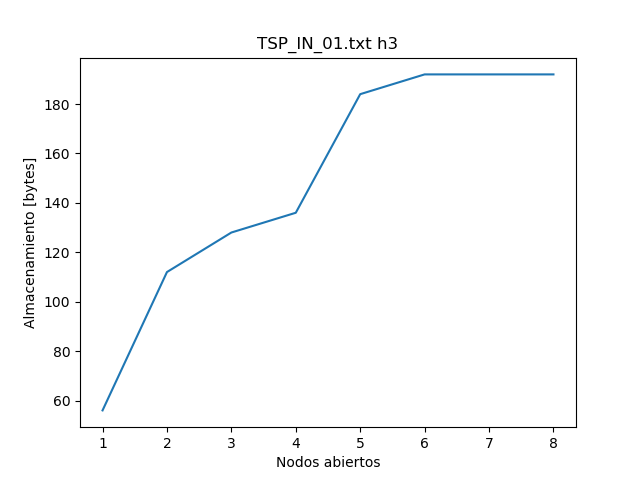 TSP_IN_01.txt h3
Almacenamiento [bytes]
180
160
140
120
100
80
60
1 2 3 4 5 6 7 8
Nodos abiertos